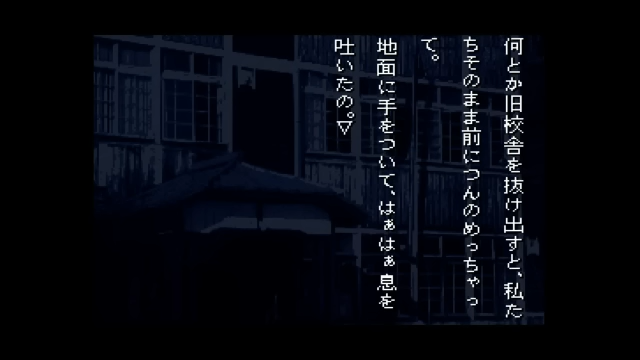 何とか旧校舎を抜け出すと、私た
ちそのまま前につんのめっちゃっ
て。
地面に手をついて、はぁはぁ息を
吐いたの。▽